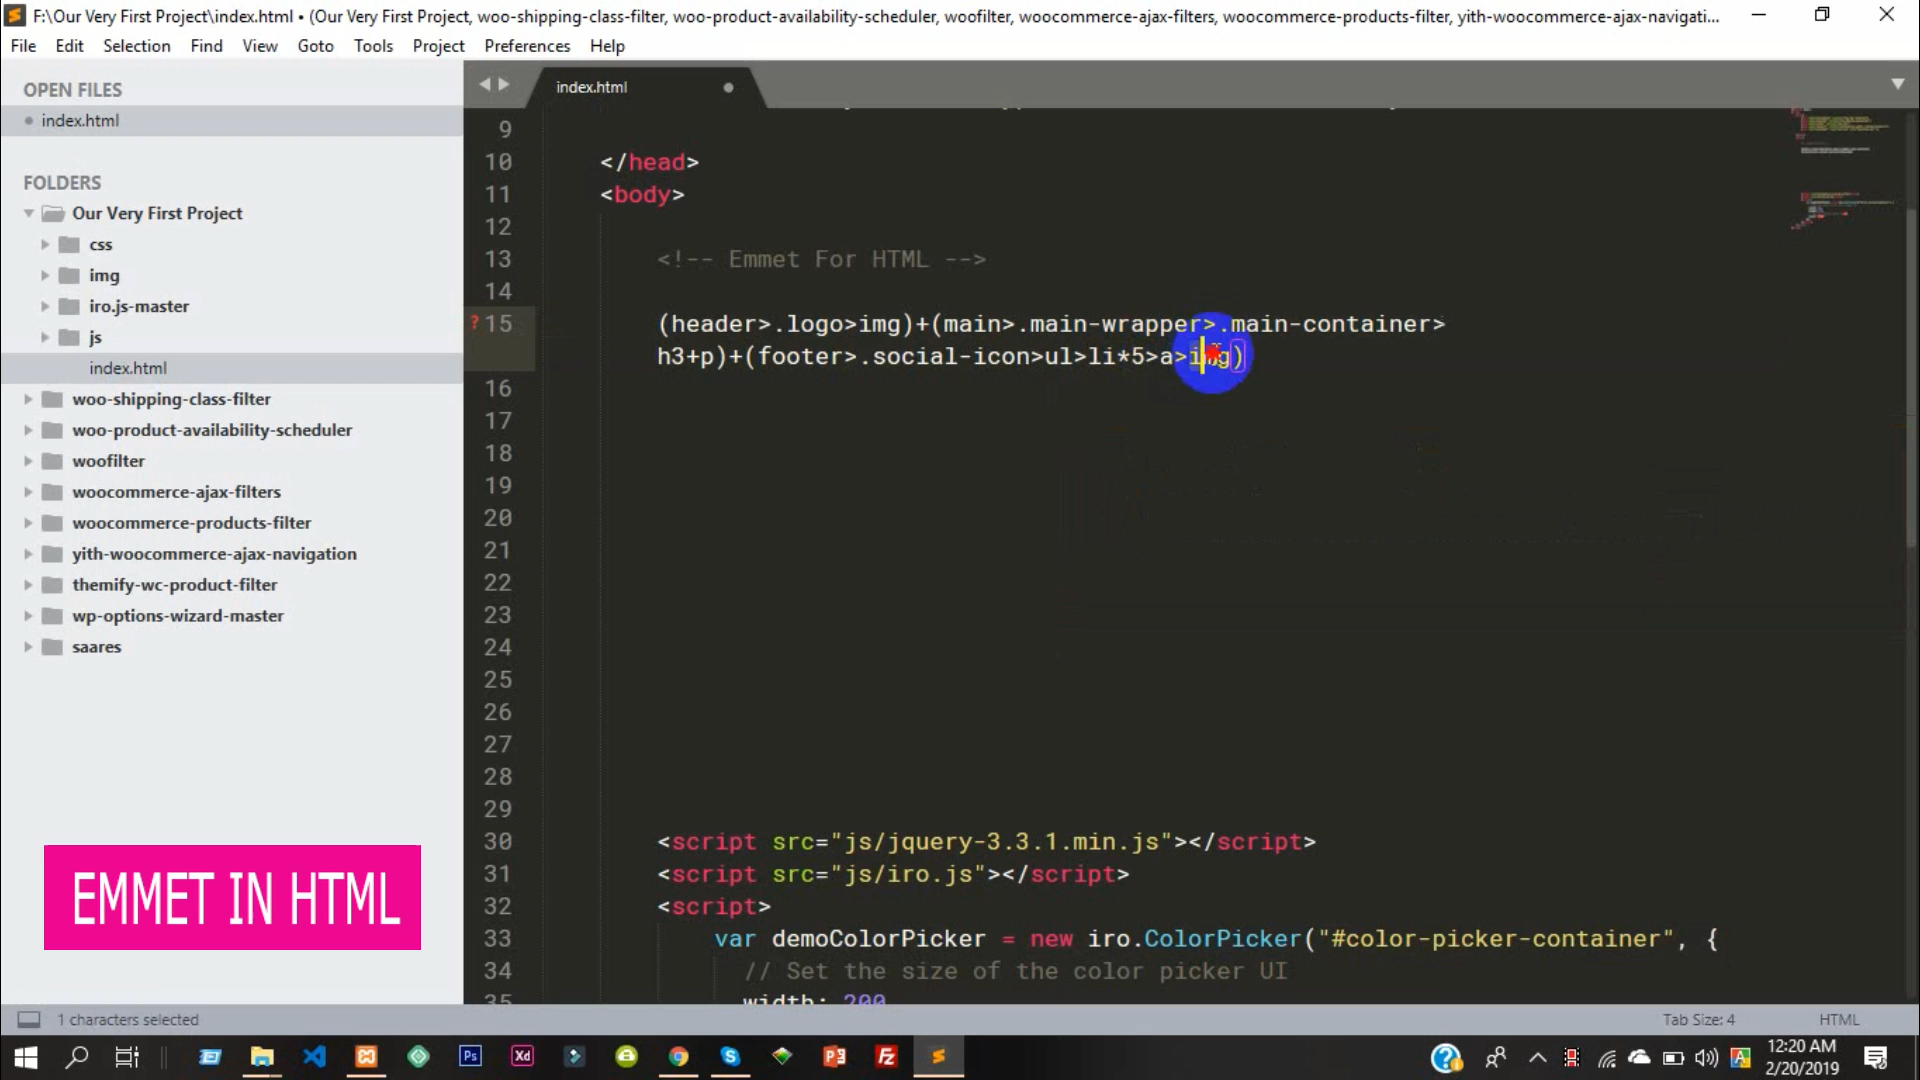 F:\Our Very First Project\index.html • (Our Very First Project, woo-shipping-class-filter, woo-product-availability-scheduler, woofilter, woocommerce-ajax-filters, woocommerce-products-filter, yith-woocommerce-ajax-navigati...
File Edit Selection Find View Goto Tools Project Preferences Help
OPEN FILES
index.html
FOLDERS
Our Very First Project
css
img
iro.js-master
js
index.html
woo-shipping-class-filter
woo-product-availability-scheduler
woofilter
woocommerce-ajax-filters
woocommerce-products-filter
yith-woocommerce-ajax-navigation
themify-wc-product-filter
wp-options-wizard-master
saares
EMMET IN HTML
index.html
9
10 </head>
11 <body>
12
13 <!-- Emmet For HTML -->
14
? 15 (header>.logo>img)+(main>.main-wrapper>.main-container>
h3+p)+(footer>.social-icon>ul>li*5>a>img)
16
17
18
19
20
21
22
23
24
25
26
27
28
29
30 <script src="js/jquery-3.3.1.min.js"></script>
31 <script src="js/iro.js"></script>
32 <script>
33 var demoColorPicker = new iro.ColorPicker("#color-picker-container", {
34 // Set the size of the color picker UI
35 width: 200
1 characters selected
Tab Size: 4 HTML
12:20 AM
2/20/2019